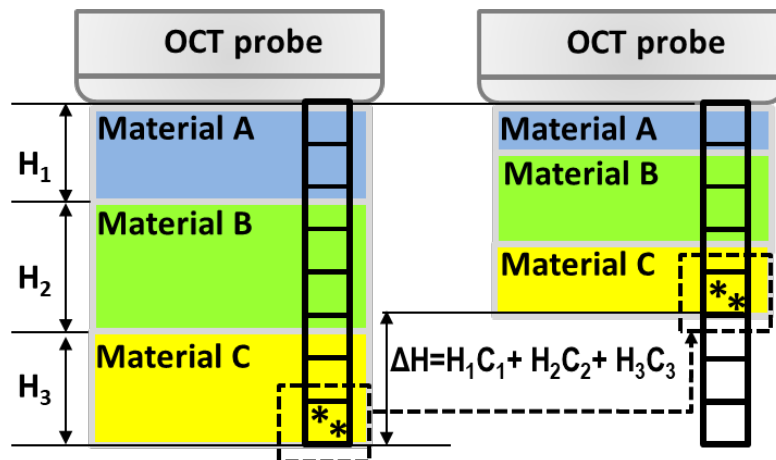 OCT probe
H₁
H₂
H₃
Material A
Material B
Material C
**
OCT probe
Material A
Material B
Material C
**
ΔH=H₁C₁+ H₂C₂+ H₃C₃